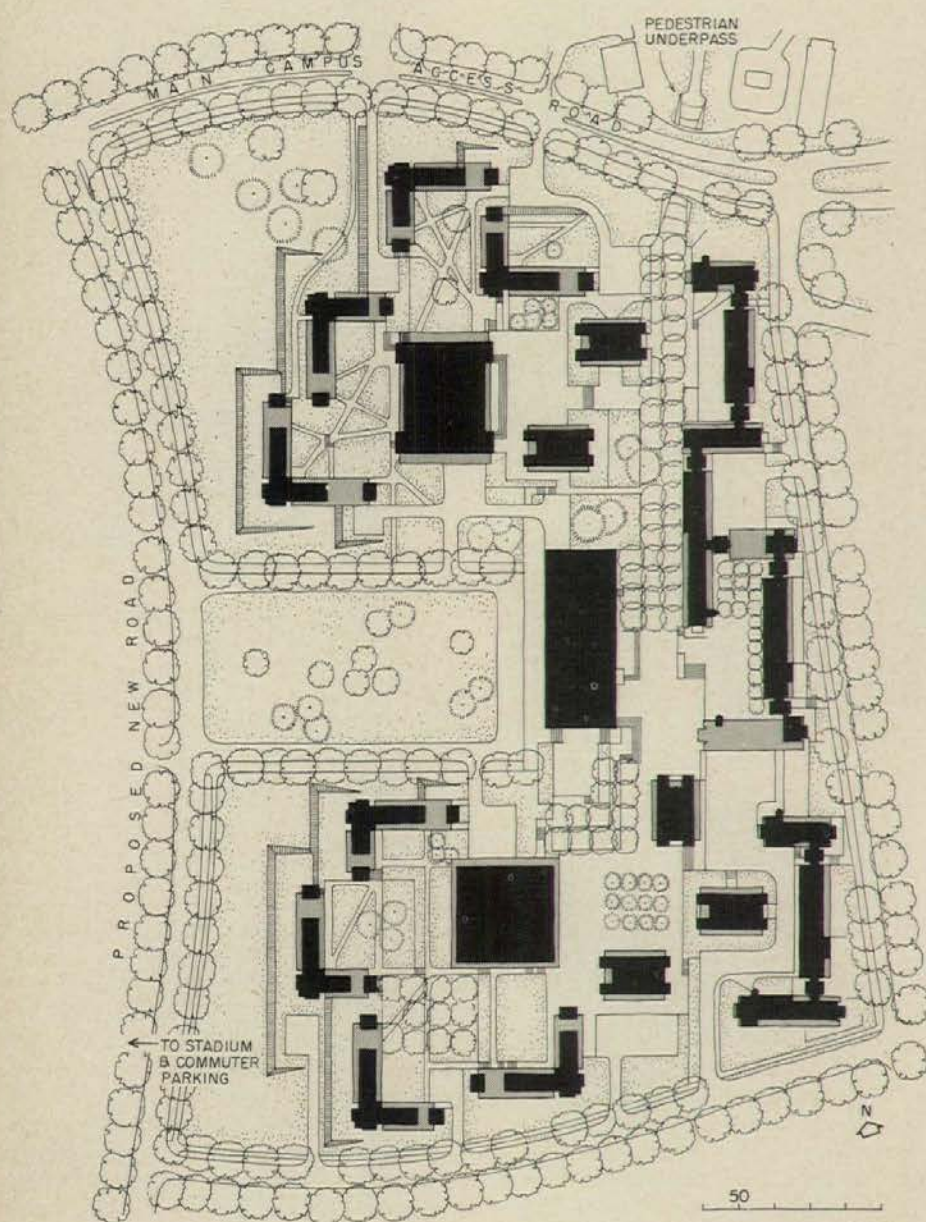 PEDESTRIAN
UNDERPASS
MAIN CAMPUS ACCESS ROAD
PROPOSED NEW ROAD
← TO STADIUM
& COMMUTER
PARKING
N
50